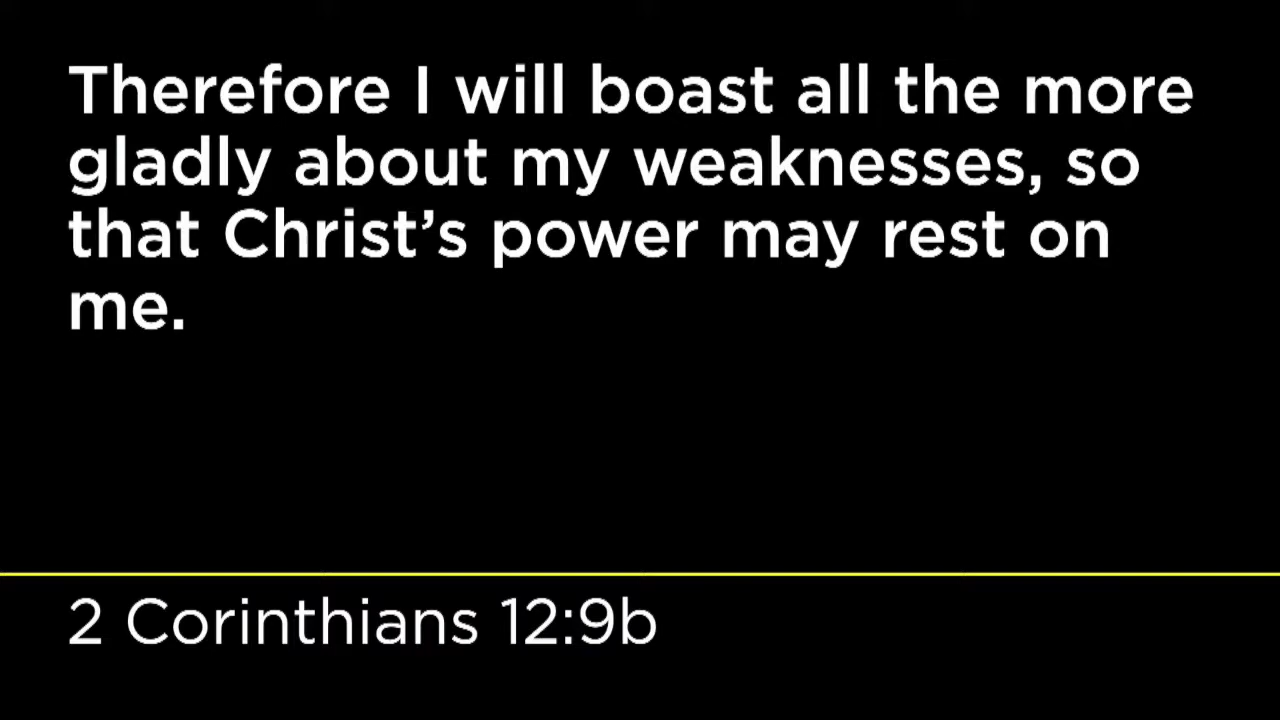 Therefore I will boast all the more
gladly about my weaknesses, so
that Christ’s power may rest on
me.
2 Corinthians 12:9b